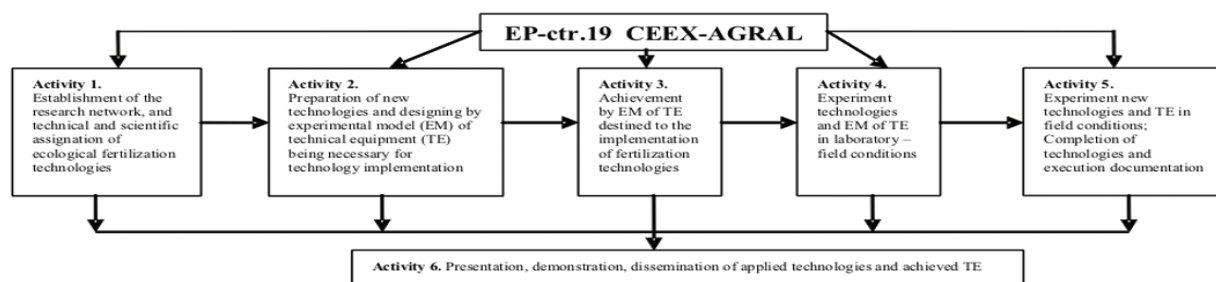 EP-ctr.19 CEEX-AGRAL
Activity 1.
Establishment of the
research network, and
technical and scientific
assignation of
ecological fertilization
technologies
Activity 2.
Preparation of new
technologies and designing by
experimental model (EM) of
technical equipment (TE)
being necessary for
technology implementation
Activity 3.
Achievement
by EM of TE
destined to the
implementation
of fertilization
technologies
Activity 4.
Experiment
technologies
and EM of TE
in laboratory –
field conditions
Activity 5.
Experiment new
technologies and TE in
field conditions;
Completion of
technologies and
execution documentation
Activity 6. Presentation, demonstration, dissemination of applied technologies and achieved TE